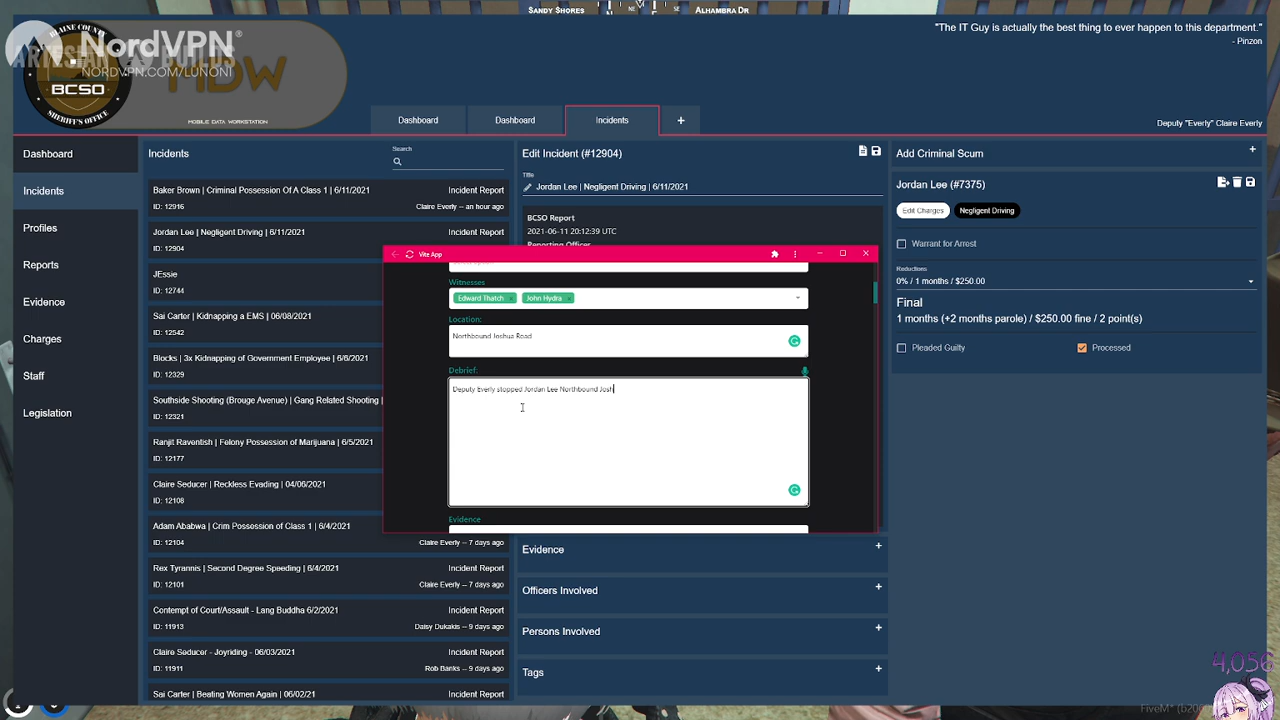 SANDY SHORES
NE
SE
ALHAMBRA DR
NordVPN®
NORDVPN.COM/LUNONI
BLAINE COUNTY
BCSO
SHERIFF'S OFFICE
MOBILE DATA WORKSTATION
"The IT Guy is actually the best thing to ever happen to this department."
- Pinzon
Dashboard
Dashboard
Incidents
+
Deputy "Everly" Claire Everly
Dashboard
Incidents
Profiles
Reports
Evidence
Charges
Staff
Legislation
Incidents
Search
Baker Brown | Criminal Possession Of A Class 1 | 6/11/2021
Incident Report
ID: 12916
Claire Everly -- an hour ago
Jordan Lee | Negligent Driving | 6/11/2021
Incident Report
ID: 12904
JEssie
ID: 12744
Sai Carter | Kidnapping a EMS | 06/08/21
ID: 12542
Blocks | 3x Kidnapping of Government Employee | 6/6/2021
ID: 12329
Southside Shooting (Brouge Avenue) | Gang Related Shooting |
ID: 12321
Ranjit Raventish | Felony Possession of Marijuana | 6/5/2021
ID: 12177
Claire Seducer | Reckless Evading | 04/06/21
ID: 12108
Adam Ababwa | Crim Possession of Class 1 | 6/4/2021
Incident Report
ID: 12104
Claire Everly -- 7 days ago
Rex Tyrannis | Second Degree Speeding | 6/4/2021
Incident Report
ID: 12101
Claire Everly -- 7 days ago
Contempt of Court/Assault - Lang Buddha 6/2/2021
Incident Report
ID: 11913
Daisy Dukakis -- 9 days ago
Claire Seducer - Joyriding - 06/03/2021
Incident Report
ID: 11911
Rob Banks -- 9 days ago
Sai Carter | Beating Women Again | 06/02/21
Incident Report
Edit Incident (#12904)
Title
Jordan Lee | Negligent Driving | 6/11/2021
BCSO Report
2021-06-11 20:12:39 UTC
Reporting Officer
Vite App
Witnesses
Edward Thatch
John Hydra
Location:
Northbound Joshua Road
Debrief:
Deputy Everly stopped Jordan Lee Northbound Josh
Evidence
Evidence
+
Officers Involved
+
Persons Involved
+
Tags
+
Add Criminal Scum
+
Jordan Lee (#7375)
Edit Charges
Negligent Driving
Warrant for Arrest
Reductions
0% / 1 months / $250.00
Final
1 months (+2 months parole) / $250.00 fine / 2 point(s)
Pleaded Guilty
Processed
4,056